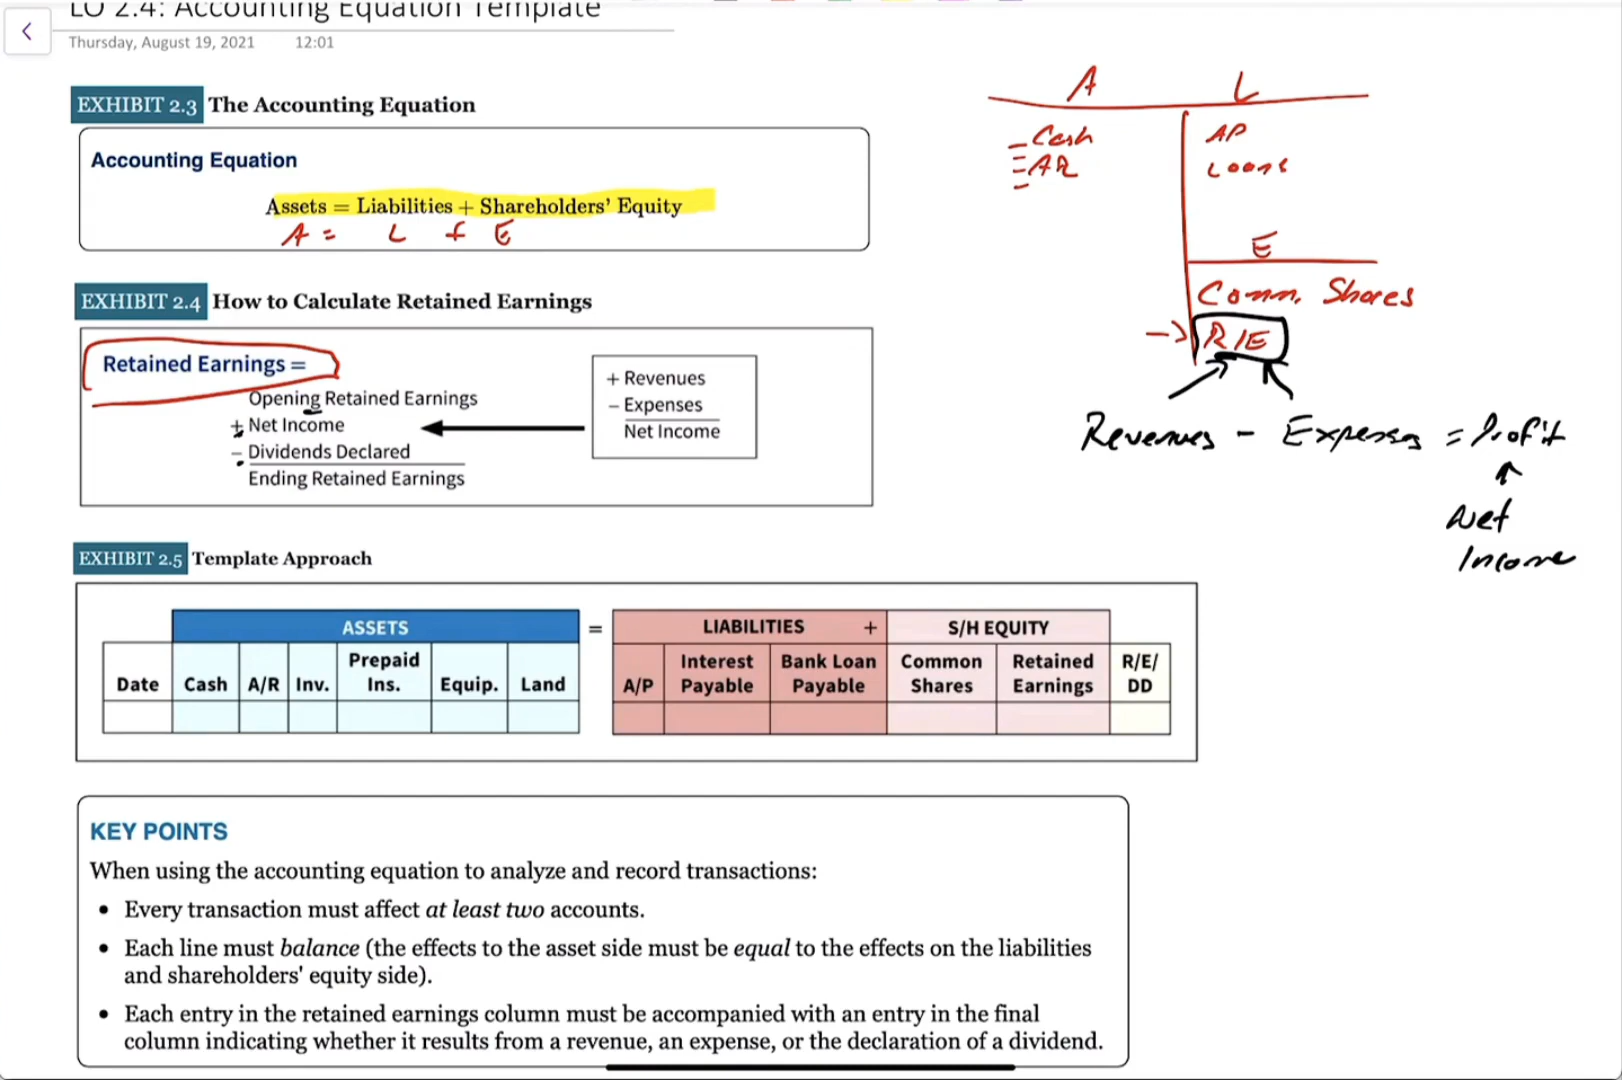 LO 2.4: Accounting Equation Template
Thursday, August 19, 2021 12:01
EXHIBIT 2.3 The Accounting Equation
Accounting Equation
Assets = Liabilities + Shareholders' Equity
A = L + E
EXHIBIT 2.4 How to Calculate Retained Earnings
Retained Earnings =
Opening Retained Earnings
+ Net Income
− Dividends Declared
Ending Retained Earnings
+ Revenues
− Expenses
Net Income
A L
- Cash
AR
AP
Loans
E
Comm. Shares
R/E
Revenues - Expenses = Profit
Net
Income
EXHIBIT 2.5 Template Approach
ASSETS = LIABILITIES + S/H EQUITY
Date Cash A/R Inv. Prepaid Ins. Equip. Land A/P Interest Payable Bank Loan Payable Common Shares Retained Earnings R/E/ DD
KEY POINTS
When using the accounting equation to analyze and record transactions:
• Every transaction must affect at least two accounts.
• Each line must balance (the effects to the asset side must be equal to the effects on the liabilities
and shareholders' equity side).
• Each entry in the retained earnings column must be accompanied with an entry in the final
column indicating whether it results from a revenue, an expense, or the declaration of a dividend.